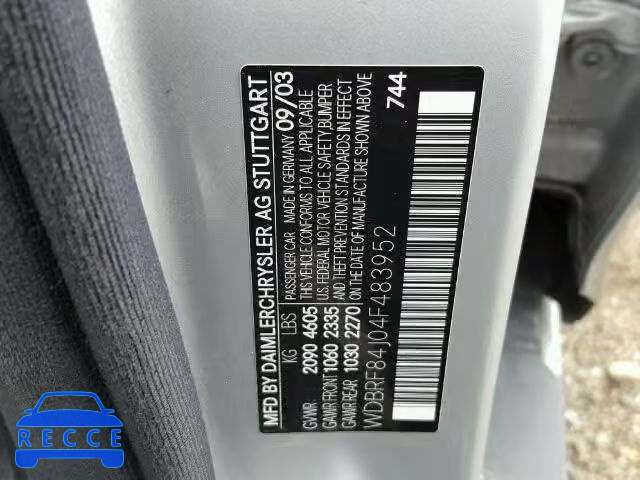 MFD BY DAIMLERCHRYSLER AG STUTTGART
PASSENGER CAR MADE IN GERMANY 09/03
KG LBS
GVWR 2090 4605
GAWR FRONT 1060 2335
GAWR REAR 1030 2270
THIS VEHICLE CONFORMS TO ALL APPLICABLE
U.S. FEDERAL MOTOR VEHICLE SAFETY, BUMPER
AND THEFT PREVENTION STANDARDS IN EFFECT
ON THE DATE OF MANUFACTURE SHOWN ABOVE
744
WDBRF84J04F483952
RECCE